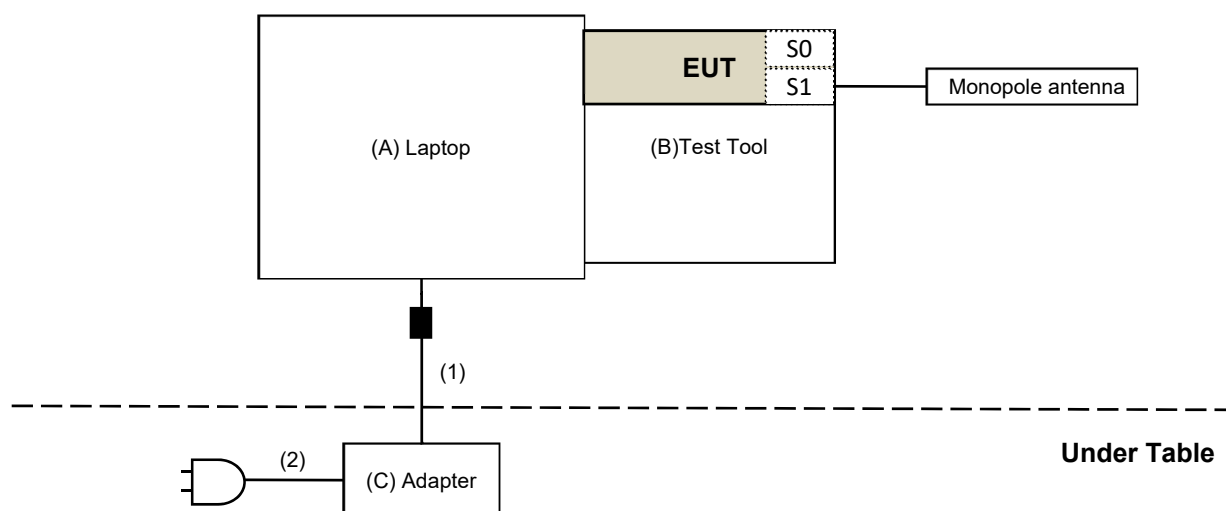 EUT
S0
S1
Monopole antenna
(A) Laptop
(B)Test Tool
(1)
Under Table
(2)
(C) Adapter